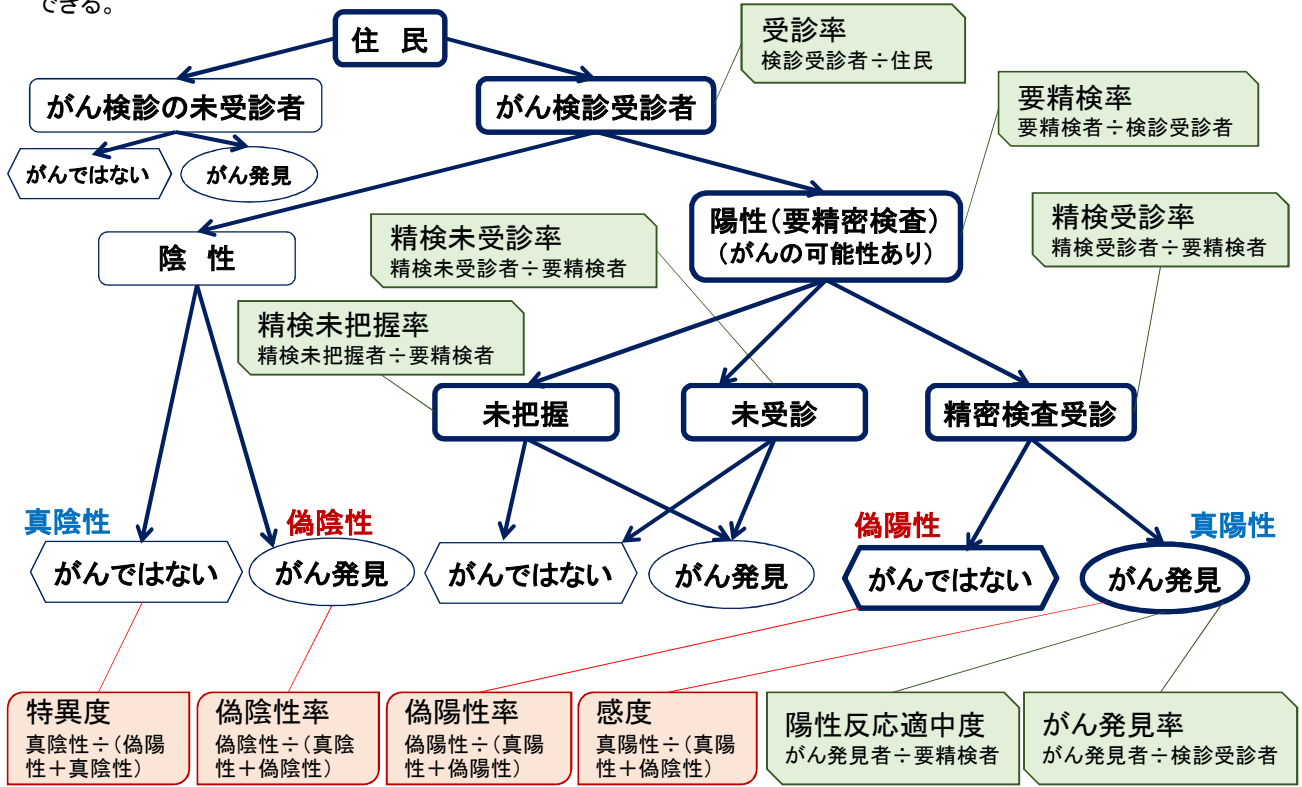 できる。
住 民
受診率
検診受診者÷住民
がん検診の未受診者
がん検診受診者
要精検率
要精検者÷検診受診者
がんではない
がん発見
陽性(要精密検査)
(がんの可能性あり)
精検受診率
精検受診者÷要精検者
精検未受診率
精検未受診者÷要精検者
陰 性
精検未把握率
精検未把握者÷要精検者
未把握
未受診
精密検査受診
真陰性
偽陰性
偽陽性
真陽性
がんではない
がん発見
がんではない
がん発見
がんではない
がん発見
特異度
真陰性÷(偽陽
性+真陰性)
偽陰性率
偽陰性÷(真陰
性+偽陰性)
偽陽性率
偽陽性÷(真陽
性+偽陽性)
感度
真陽性÷(真陽
性+偽陰性)
陽性反応適中度
がん発見者÷要精検者
がん発見率
がん発見者÷検診受診者